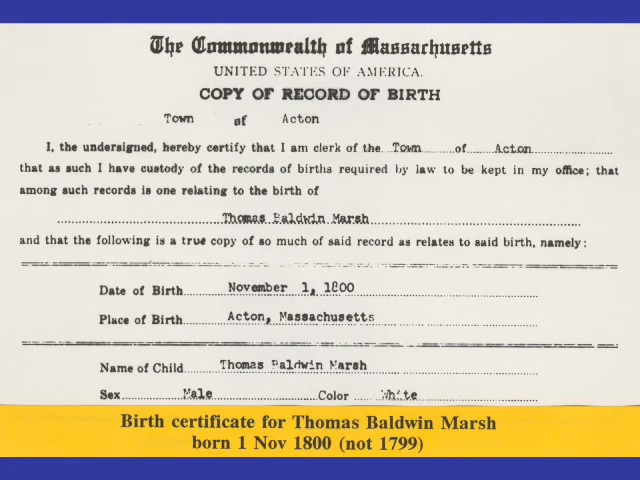 The Commonwealth of Massachusetts
UNITED STATES OF AMERICA.
COPY OF RECORD OF BIRTH
Town of Acton
I, the undersigned, hereby certify that I am clerk of the Town of Acton
that as such I have custody of the records of births required by law to be kept in my office; that
among such records is one relating to the birth of
Thomas Baldwin Marsh
and that the following is a true copy of so much of said record as relates to said birth, namely:
Date of Birth November 1, 1800
Place of Birth Acton, Massachusetts
Name of Child Thomas Baldwin Marsh
Sex Male Color White
Birth certificate for Thomas Baldwin Marsh
born 1 Nov 1800 (not 1799)